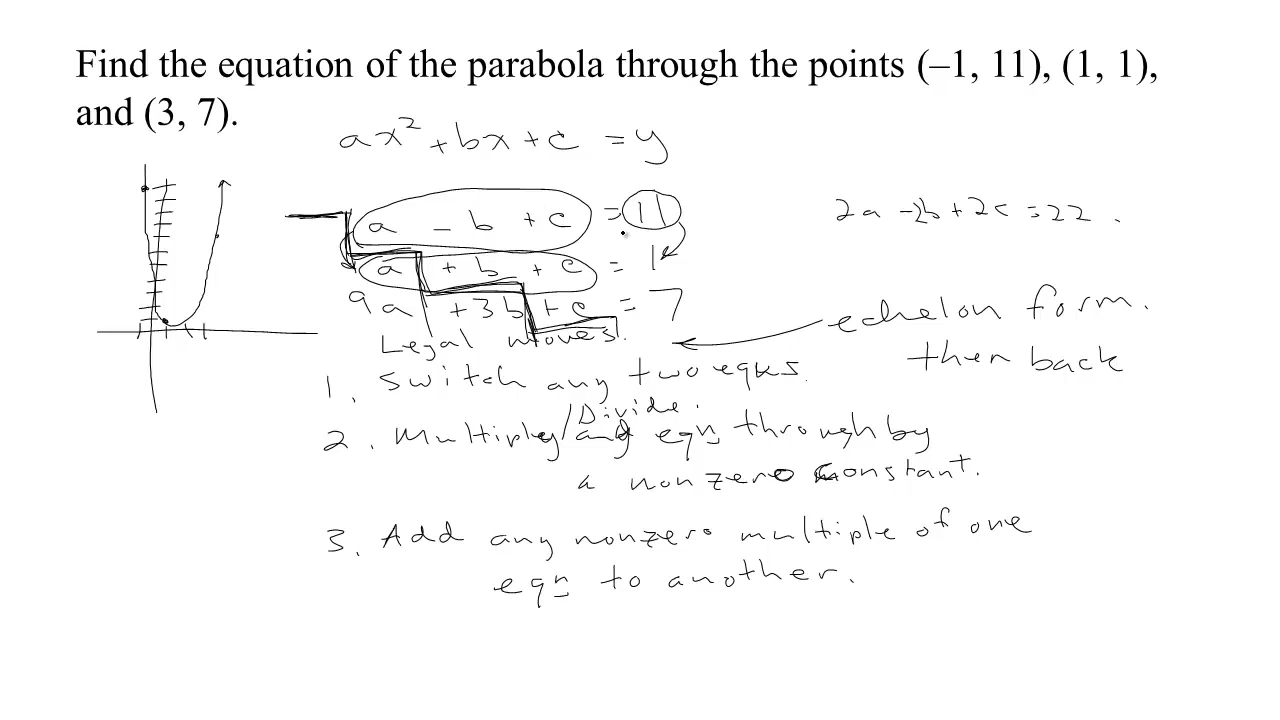 Find the equation of the parabola through the points (–1, 11), (1, 1),
and (3, 7).
ax² + bx + c = y
a - b + c = 11
2a - 2b + 2c = 22.
a + b + c = 1
9a + 3b + c = 7
echelon form.
then back
Legal moves.
1. Switch any two eqns.
/Divide.
2. Multiply and eqn through by
a nonzero constant.
3. Add any nonzero multiple of one
eqn to another.